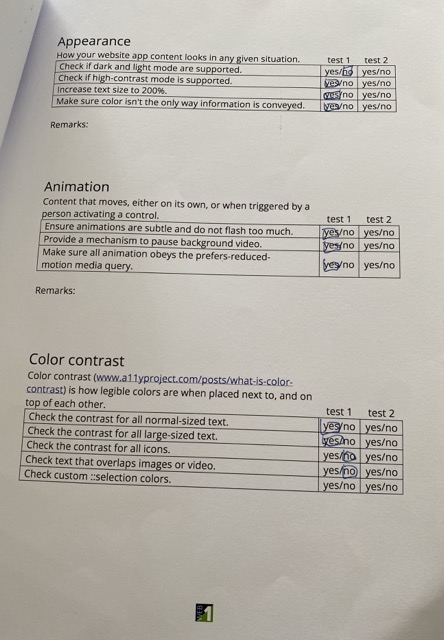 Appearance
How your website app content looks in any given situation. test 1 test 2
Check if dark and light mode are supported. yes/no yes/no
Check if high-contrast mode is supported. yes/no yes/no
Increase text size to 200%. yes/no yes/no
Make sure color isn't the only way information is conveyed. yes/no yes/no
Remarks:
Animation
Content that moves, either on its own, or when triggered by a
person activating a control. test 1 test 2
Ensure animations are subtle and do not flash too much. yes/no yes/no
Provide a mechanism to pause background video. yes/no yes/no
Make sure all animation obeys the prefers-reduced-
motion media query. yes/no yes/no
Remarks:
Color contrast
Color contrast (www.a11yproject.com/posts/what-is-color-
contrast) is how legible colors are when placed next to, and on
top of each other. test 1 test 2
Check the contrast for all normal-sized text. yes/no yes/no
Check the contrast for all large-sized text. yes/no yes/no
Check the contrast for all icons. yes/no yes/no
Check text that overlaps images or video. yes/no yes/no
Check custom ::selection colors. yes/no yes/no
WEB 1